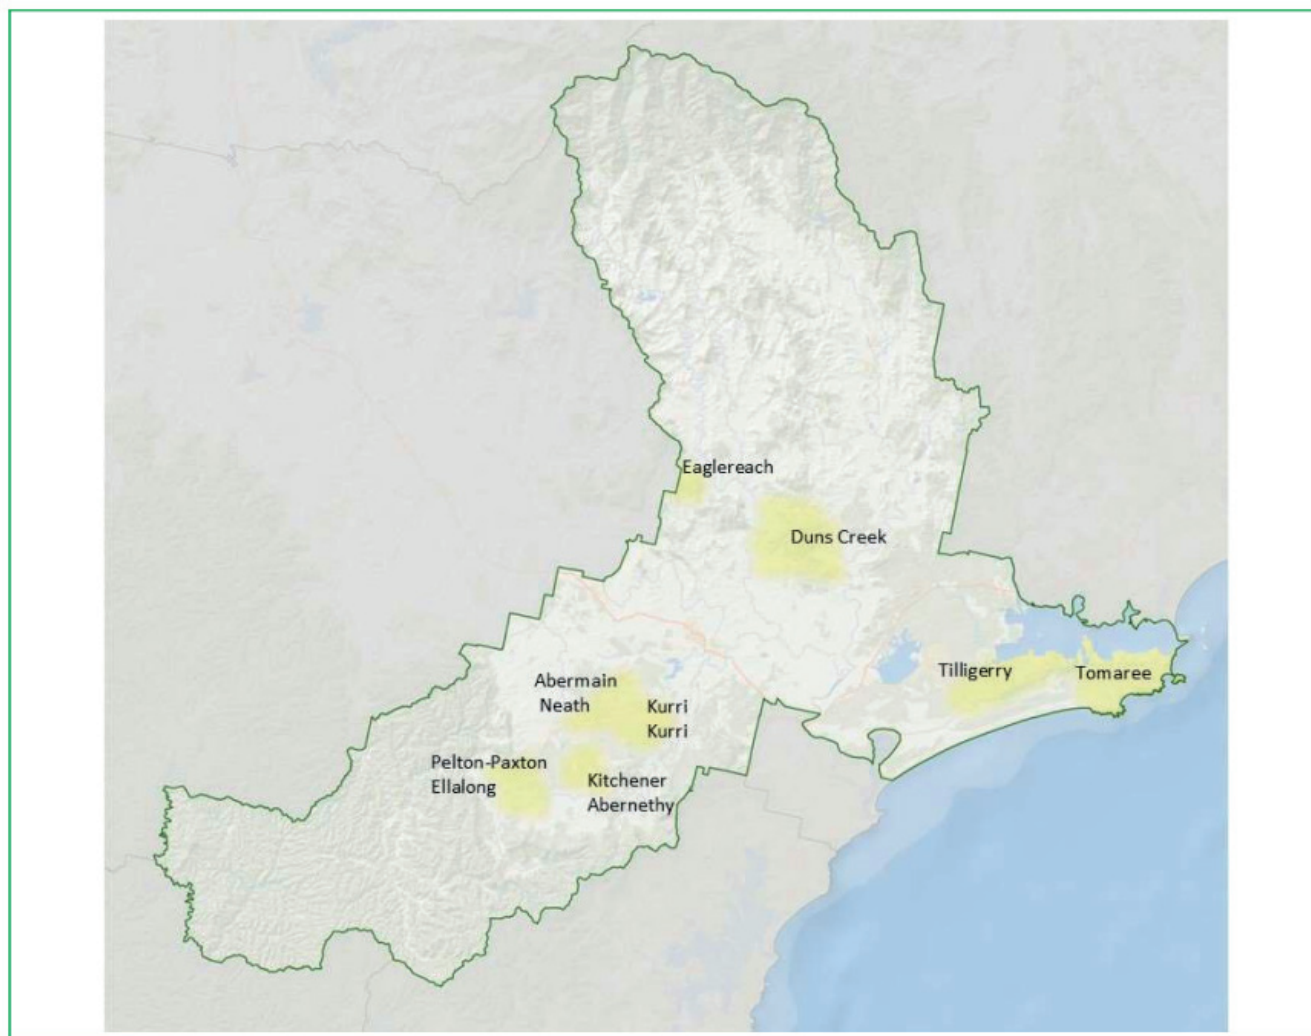 Eaglereach
Duns Creek
Tilligerry
Tomaree
Abermain
Neath
Kurri
Kurri
Pelton-Paxton
Ellalong
Kitchener
Abernethy